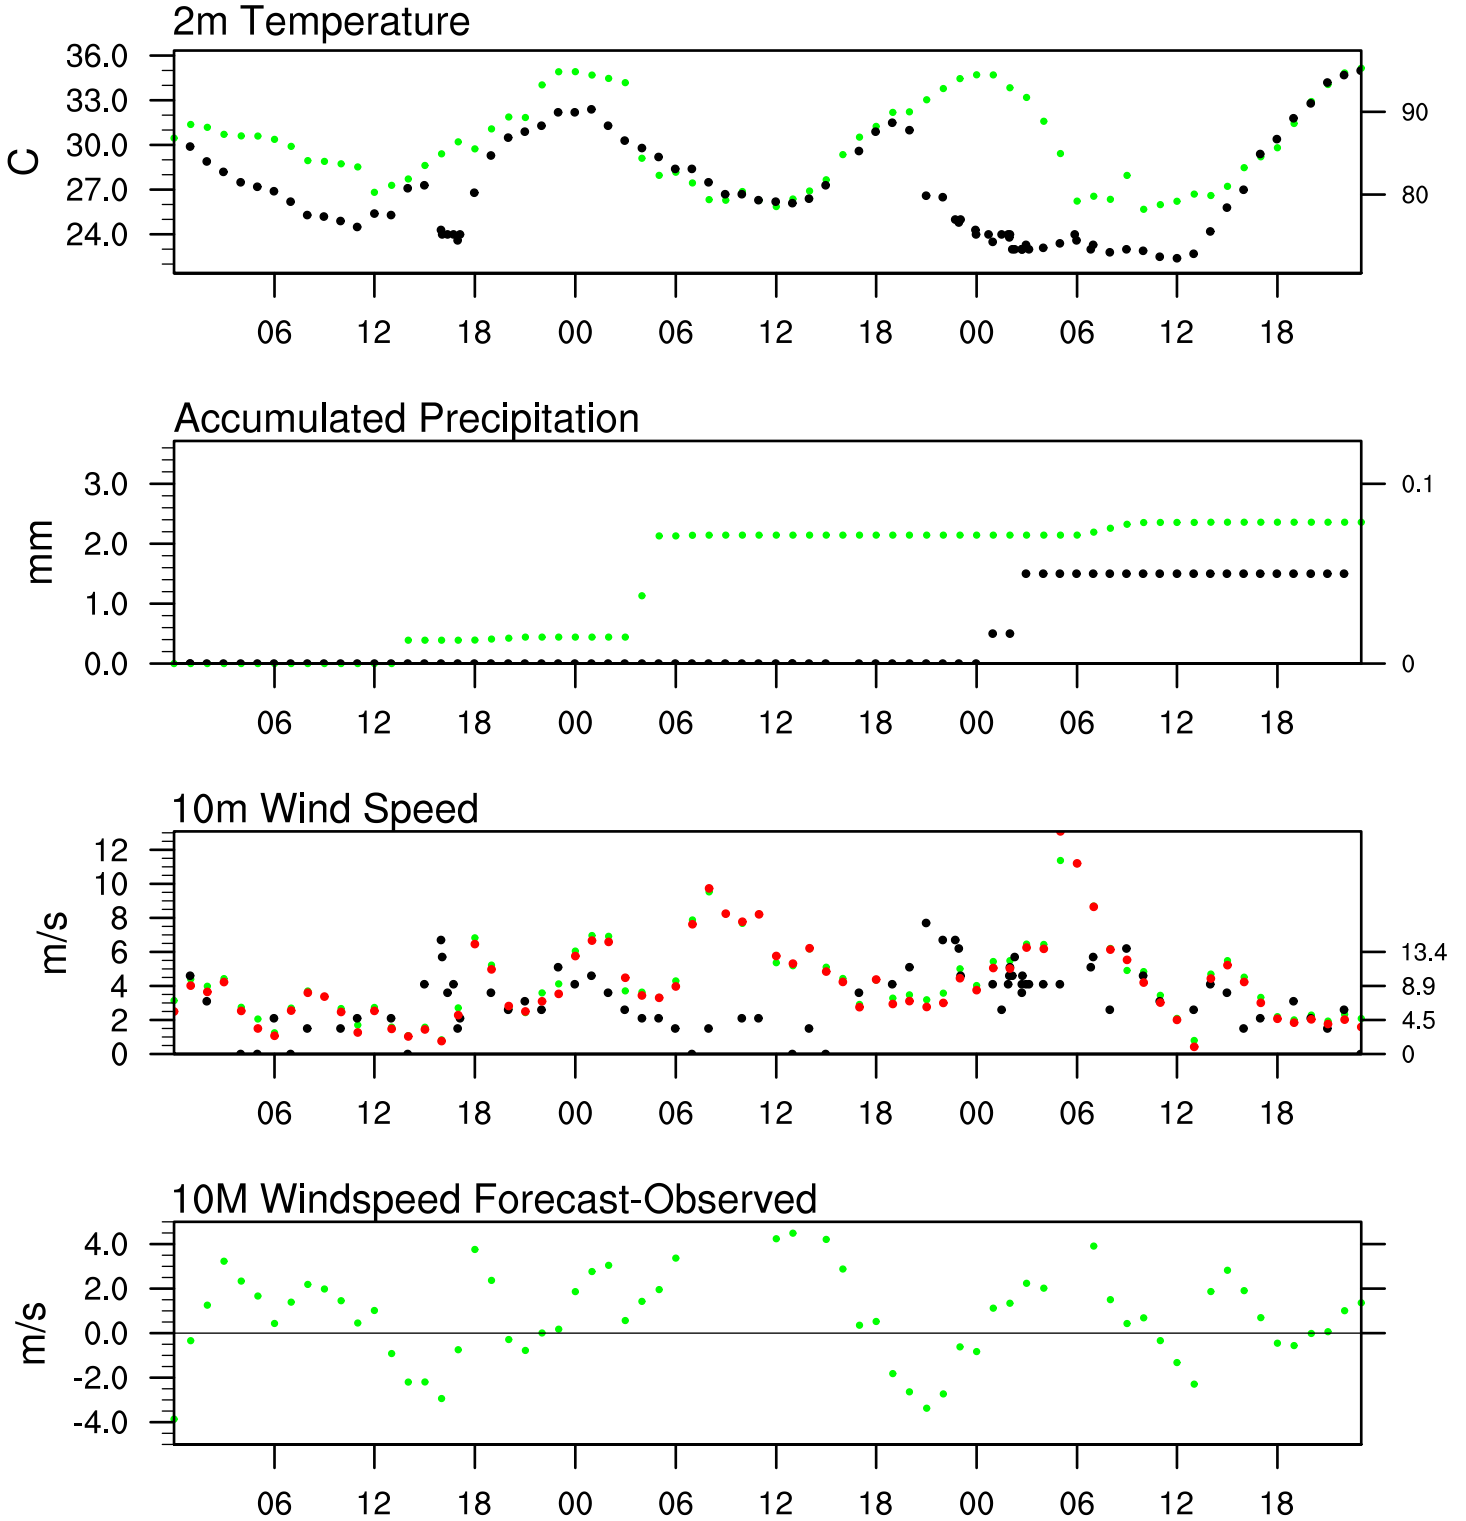 2m Temperature
36.0
33.0
30.0
27.0
24.0
C
90
80
06 12 18 00 06 12 18 00 06 12 18
Accumulated Precipitation
3.0
2.0
1.0
0.0
mm
0.1
0
06 12 18 00 06 12 18 00 06 12 18
10m Wind Speed
12
10
8
6
4
2
0
m/s
13.4
8.9
4.5
0
06 12 18 00 06 12 18 00 06 12 18
10M Windspeed Forecast-Observed
4.0
2.0
0.0
-2.0
-4.0
m/s
06 12 18 00 06 12 18 00 06 12 18